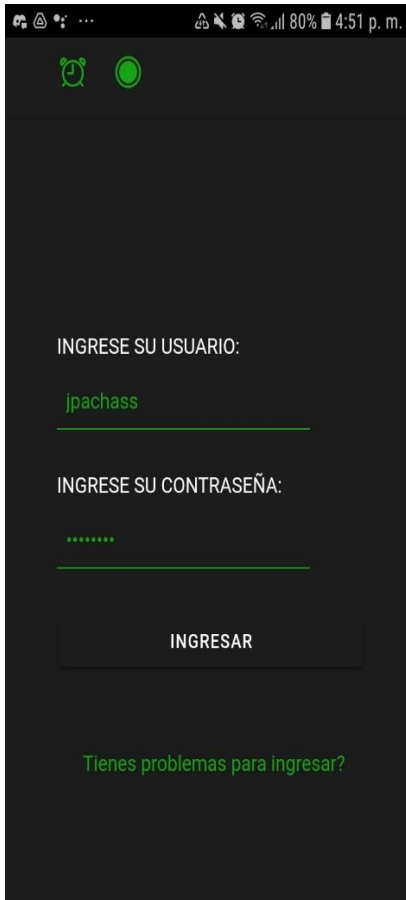 80% 4:51 p. m.
INGRESE SU USUARIO:
jpachass
INGRESE SU CONTRASEÑA:
••••••••
INGRESAR
Tienes problemas para ingresar?